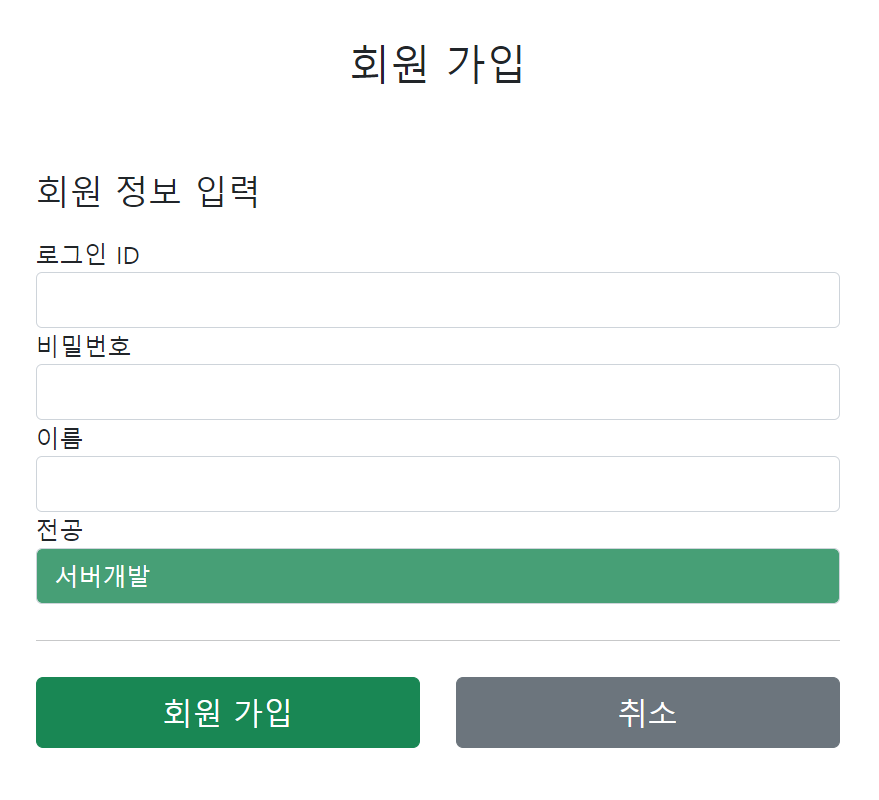 회원 가입
회원 정보 입력
로그인 ID
비밀번호
이름
전공
서버개발
회원 가입
취소